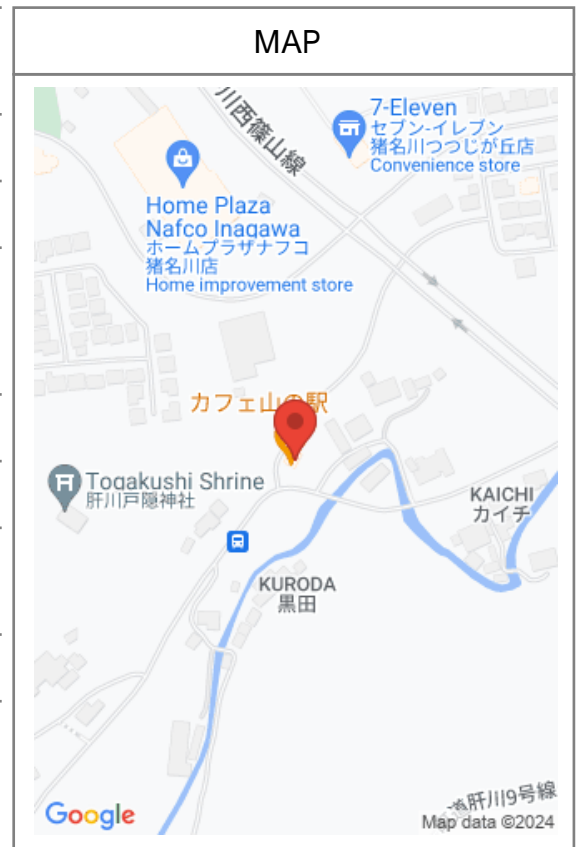 MAP
川西篠山線
7-Eleven
セブン-イレブン
猪名川つつじが丘店
Convenience store
Home Plaza
Nafco Inagawa
ホームプラザナフコ
猪名川店
Home improvement store
カフェ山の駅
Togakushi Shrine
肝川戸隠神社
KAICHI
カイチ
KURODA
黒田
道肝川9号線
Google
Map data ©2024